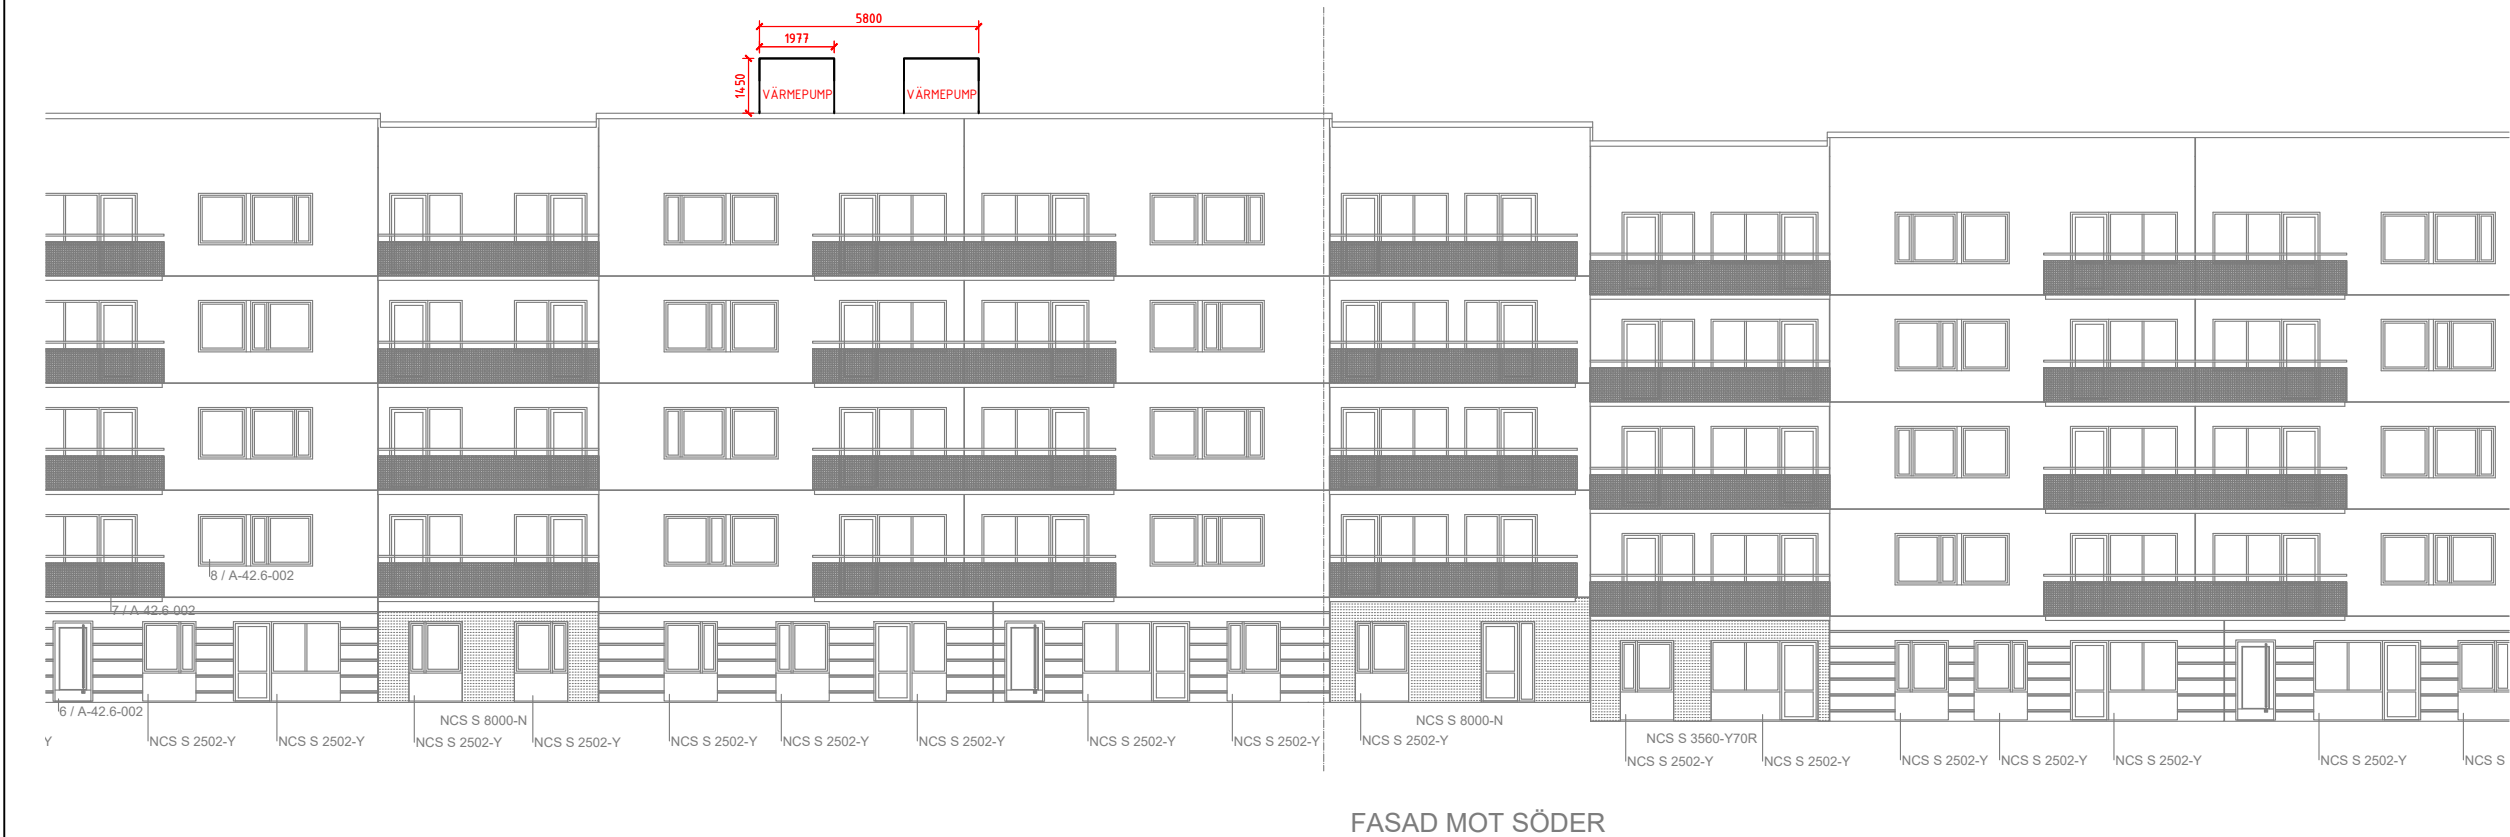 5800
1977
1450
VÄRMEPUMP VÄRMEPUMP
8 / A-42.6-002
7 / A-42.6-002
6 / A-42.6-002
NCS S 8000-N NCS S 8000-N
NCS S 3560-Y70R
Y NCS S 2502-Y NCS S 2502-Y NCS S 2502-Y NCS S 2502-Y NCS S 2502-Y NCS S 2502-Y NCS S 2502-Y NCS S 2502-Y NCS S 2502-Y NCS S 2502-Y
NCS S 2502-Y NCS S 2502-Y NCS S 2502-Y NCS S 2502-Y NCS S 2502-Y NCS S 2502-Y NCS S
FASAD MOT SÖDER